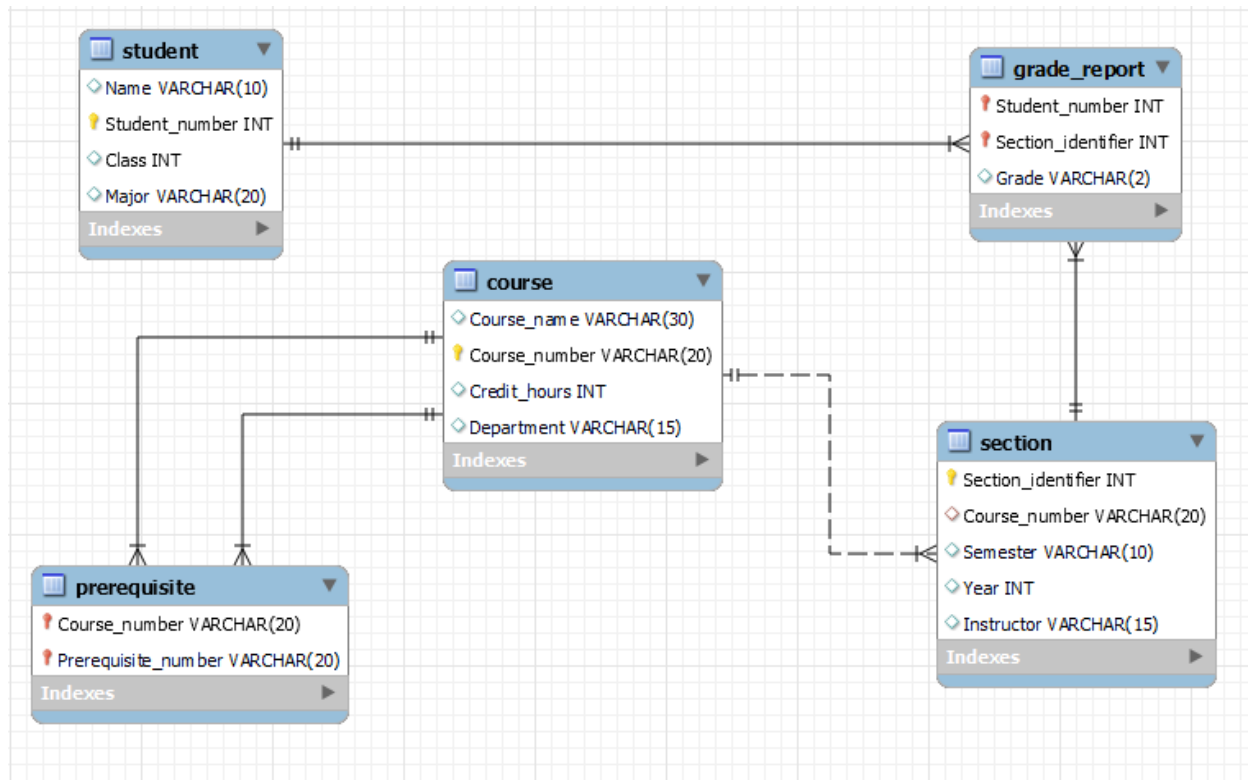 student
Name VARCHAR(10)
Student_number INT
Class INT
Major VARCHAR(20)
Indexes
grade_report
Student_number INT
Section_identifier INT
Grade VARCHAR(2)
Indexes
course
Course_name VARCHAR(30)
Course_number VARCHAR(20)
Credit_hours INT
Department VARCHAR(15)
Indexes
section
Section_identifier INT
Course_number VARCHAR(20)
Semester VARCHAR(10)
Year INT
Instructor VARCHAR(15)
Indexes
prerequisite
Course_number VARCHAR(20)
Prerequisite_number VARCHAR(20)
Indexes